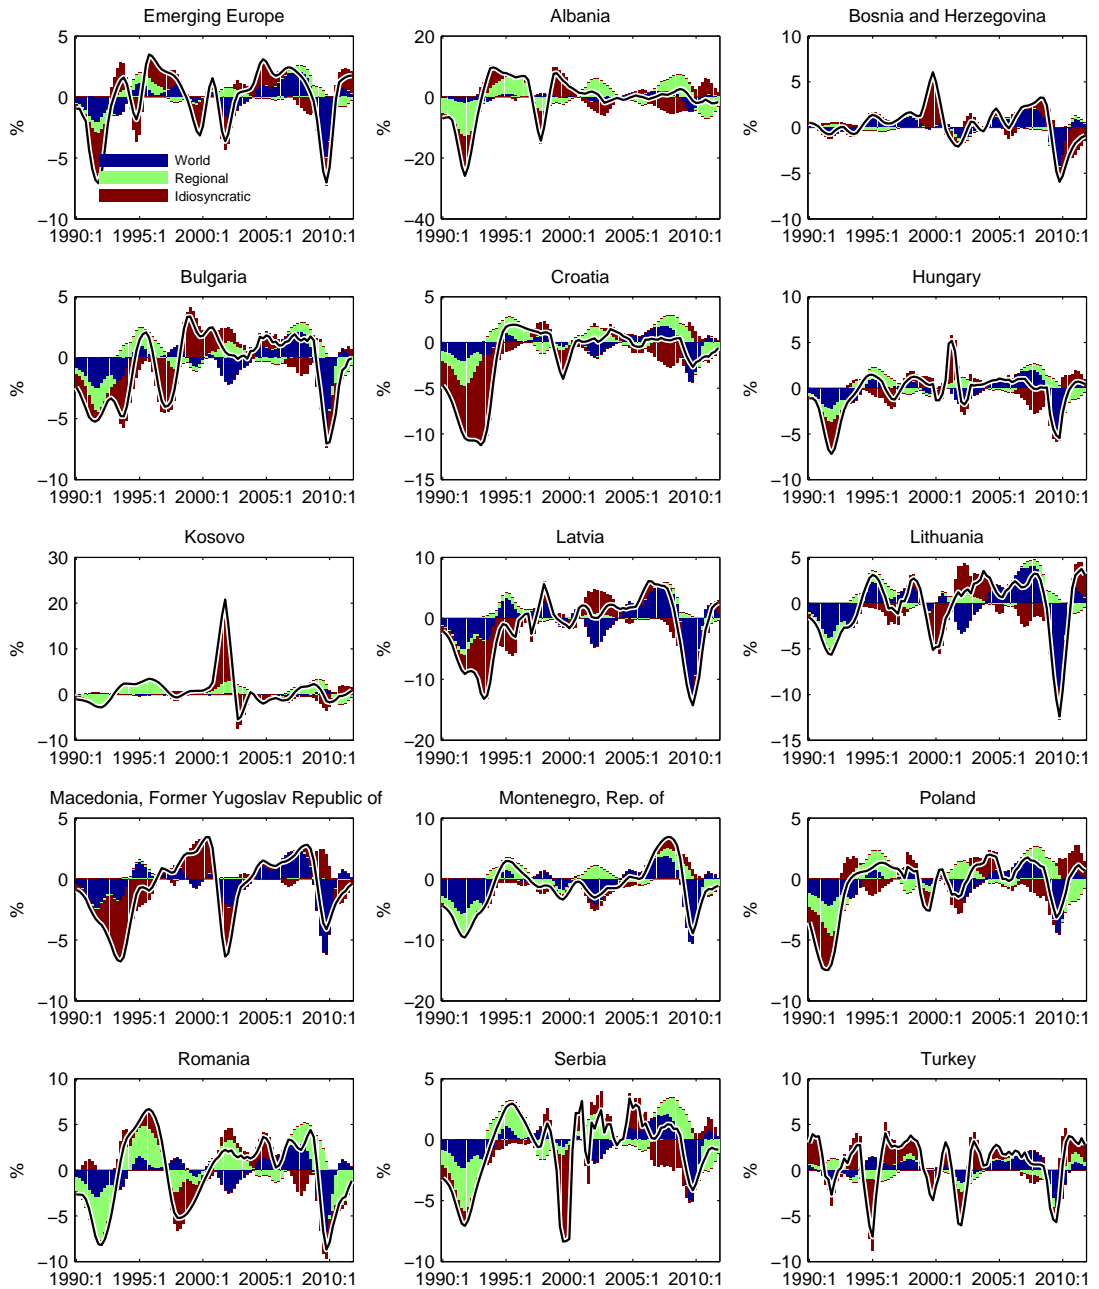 Emerging Europe
Albania
Bosnia and Herzegovina
5
0
−5
−10
%
World
Regional
Idiosyncratic
1990:1 1995:1 2000:1 2005:1 2010:1
20
0
−20
−40
%
1990:1 1995:1 2000:1 2005:1 2010:1
10
5
0
−5
−10
%
1990:1 1995:1 2000:1 2005:1 2010:1
Bulgaria
Croatia
Hungary
5
0
−5
−10
%
1990:1 1995:1 2000:1 2005:1 2010:1
5
0
−5
−10
−15
%
1990:1 1995:1 2000:1 2005:1 2010:1
10
5
0
−5
−10
%
1990:1 1995:1 2000:1 2005:1 2010:1
Kosovo
Latvia
Lithuania
30
20
10
0
−10
%
1990:1 1995:1 2000:1 2005:1 2010:1
10
0
−10
−20
%
1990:1 1995:1 2000:1 2005:1 2010:1
5
0
−5
−10
−15
%
1990:1 1995:1 2000:1 2005:1 2010:1
Macedonia, Former Yugoslav Republic of
Montenegro, Rep. of
Poland
5
0
−5
−10
%
1990:1 1995:1 2000:1 2005:1 2010:1
10
0
−10
−20
%
1990:1 1995:1 2000:1 2005:1 2010:1
5
0
−5
−10
%
1990:1 1995:1 2000:1 2005:1 2010:1
Romania
Serbia
Turkey
10
5
0
−5
−10
%
1990:1 1995:1 2000:1 2005:1 2010:1
5
0
−5
−10
%
1990:1 1995:1 2000:1 2005:1 2010:1
10
5
0
−5
−10
%
1990:1 1995:1 2000:1 2005:1 2010:1